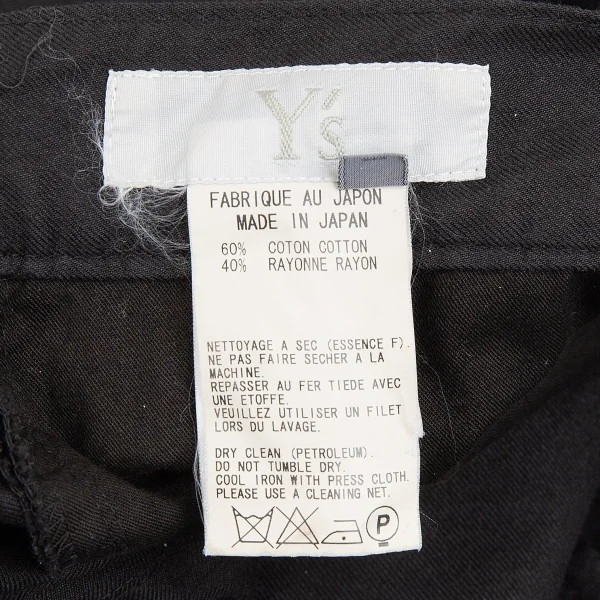 Y's
FABRIQUE AU JAPON
MADE IN JAPAN
60% COTON COTTON
40% RAYONNE RAYON
NETTOYAGE A SEC (ESSENCE F).
NE PAS FAIRE SECHER A LA
MACHINE.
REPASSER AU FER TIEDE AVEC
UNE ETOFFE.
VEUILLEZ UTILISER UN FILET
LORS DU LAVAGE.
DRY CLEAN (PETROLEUM).
DO NOT TUMBLE DRY.
COOL IRON WITH PRESS CLOTH.
PLEASE USE A CLEANING NET.
P